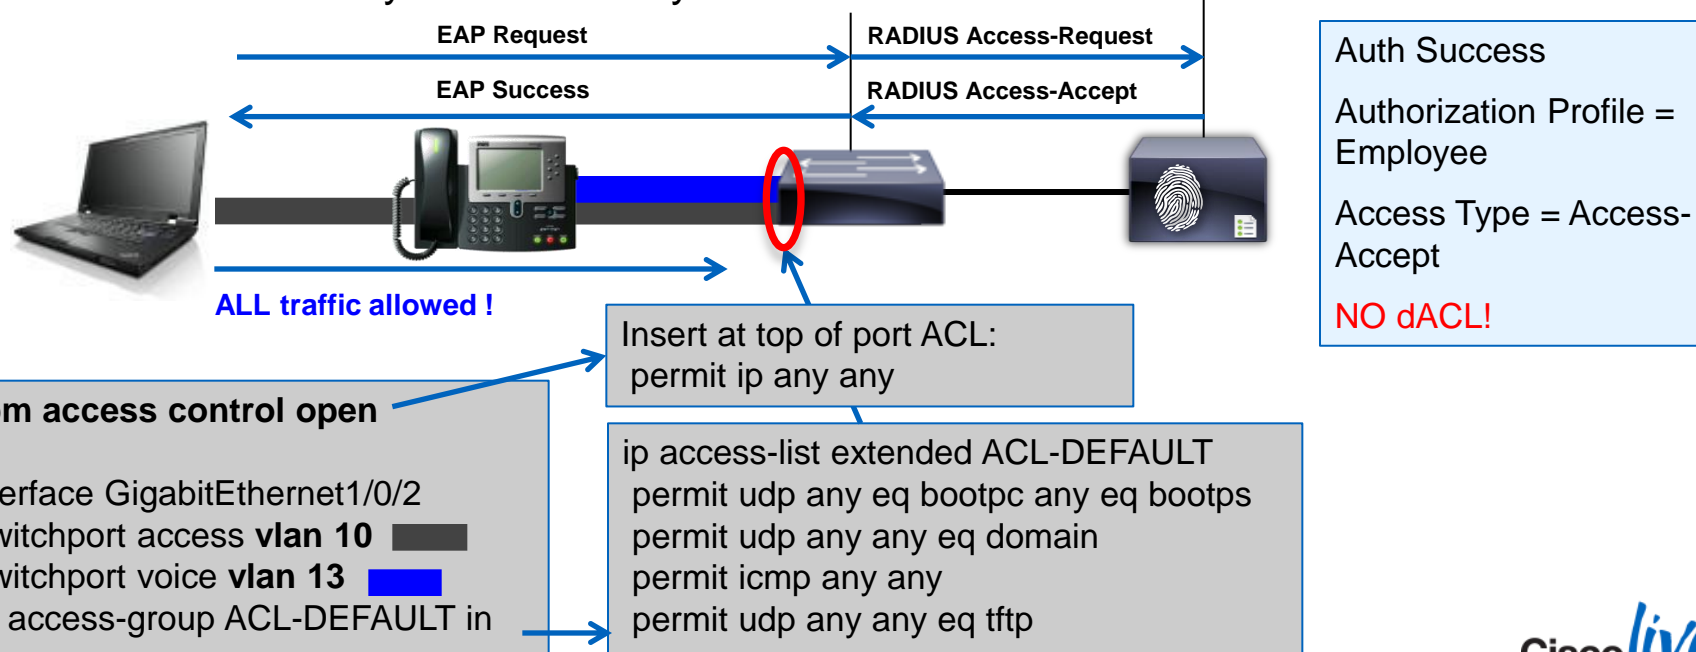 EAP Request
RADIUS Access-Request
EAP Success
RADIUS Access-Accept
Auth Success
Authorization Profile =
Employee
Access Type = Access-
Accept
NO dACL!
ALL traffic allowed !
Insert at top of port ACL:
permit ip any any
access control open
GigabitEthernet1/0/2
access vlan 10
voice vlan 13
access-group ACL-DEFAULT in
ip access-list extended ACL-DEFAULT
permit udp any eq bootpc any eq bootps
permit udp any any eq domain
permit icmp any any
permit udp any any eq tftp
Cisco live